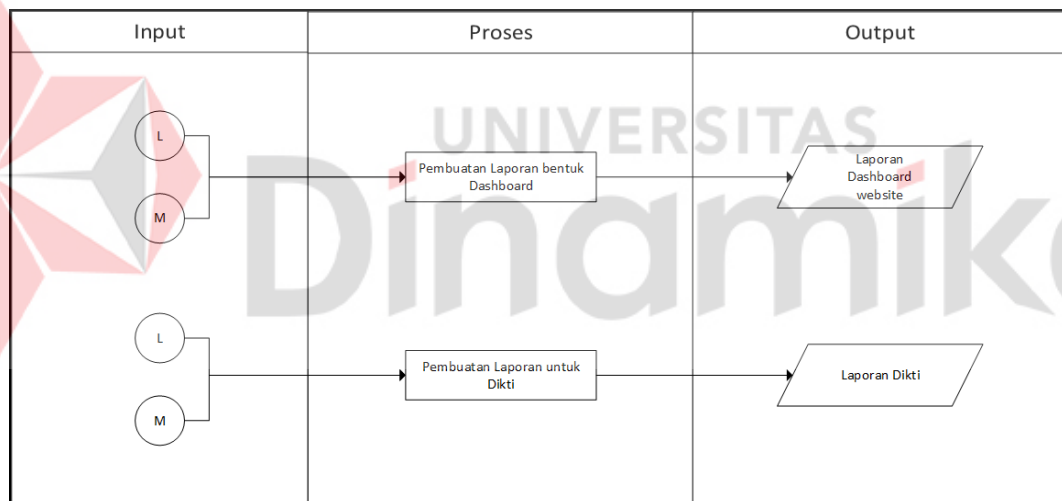 Input
Proses
Output
UNIVERSITAS
Dinamika
L
M
Pembuatan Laporan bentuk
Dashboard
Laporan
Dashboard
website
L
M
Pembuatan Laporan untuk
Dikti
Laporan Dikti